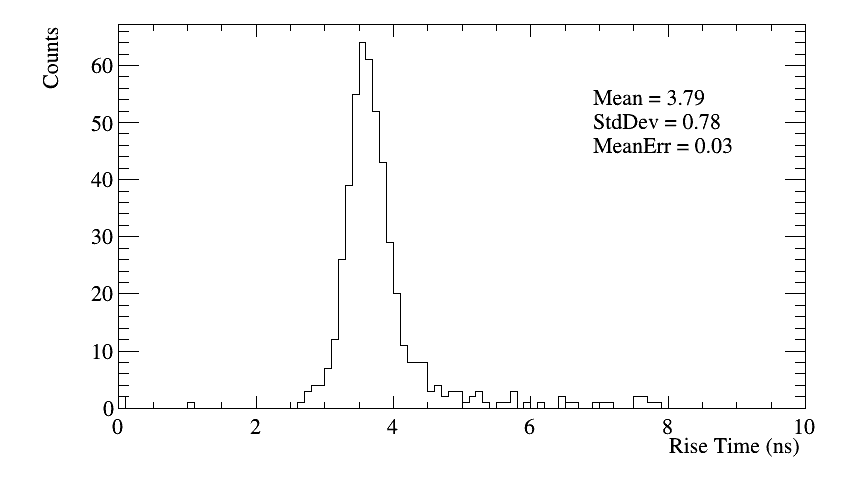 Counts
60
50
40
30
20
10
0
Mean = 3.79
StdDev = 0.78
MeanErr = 0.03
0 2 4 6 8 10
Rise Time (ns)